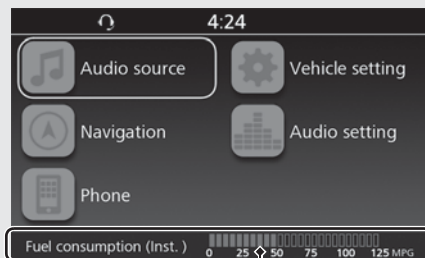 4:24
Audio source Vehicle setting
Navigation Audio setting
Phone
Fuel consumption (Inst. ) 0 25 50 75 100 125 MPG